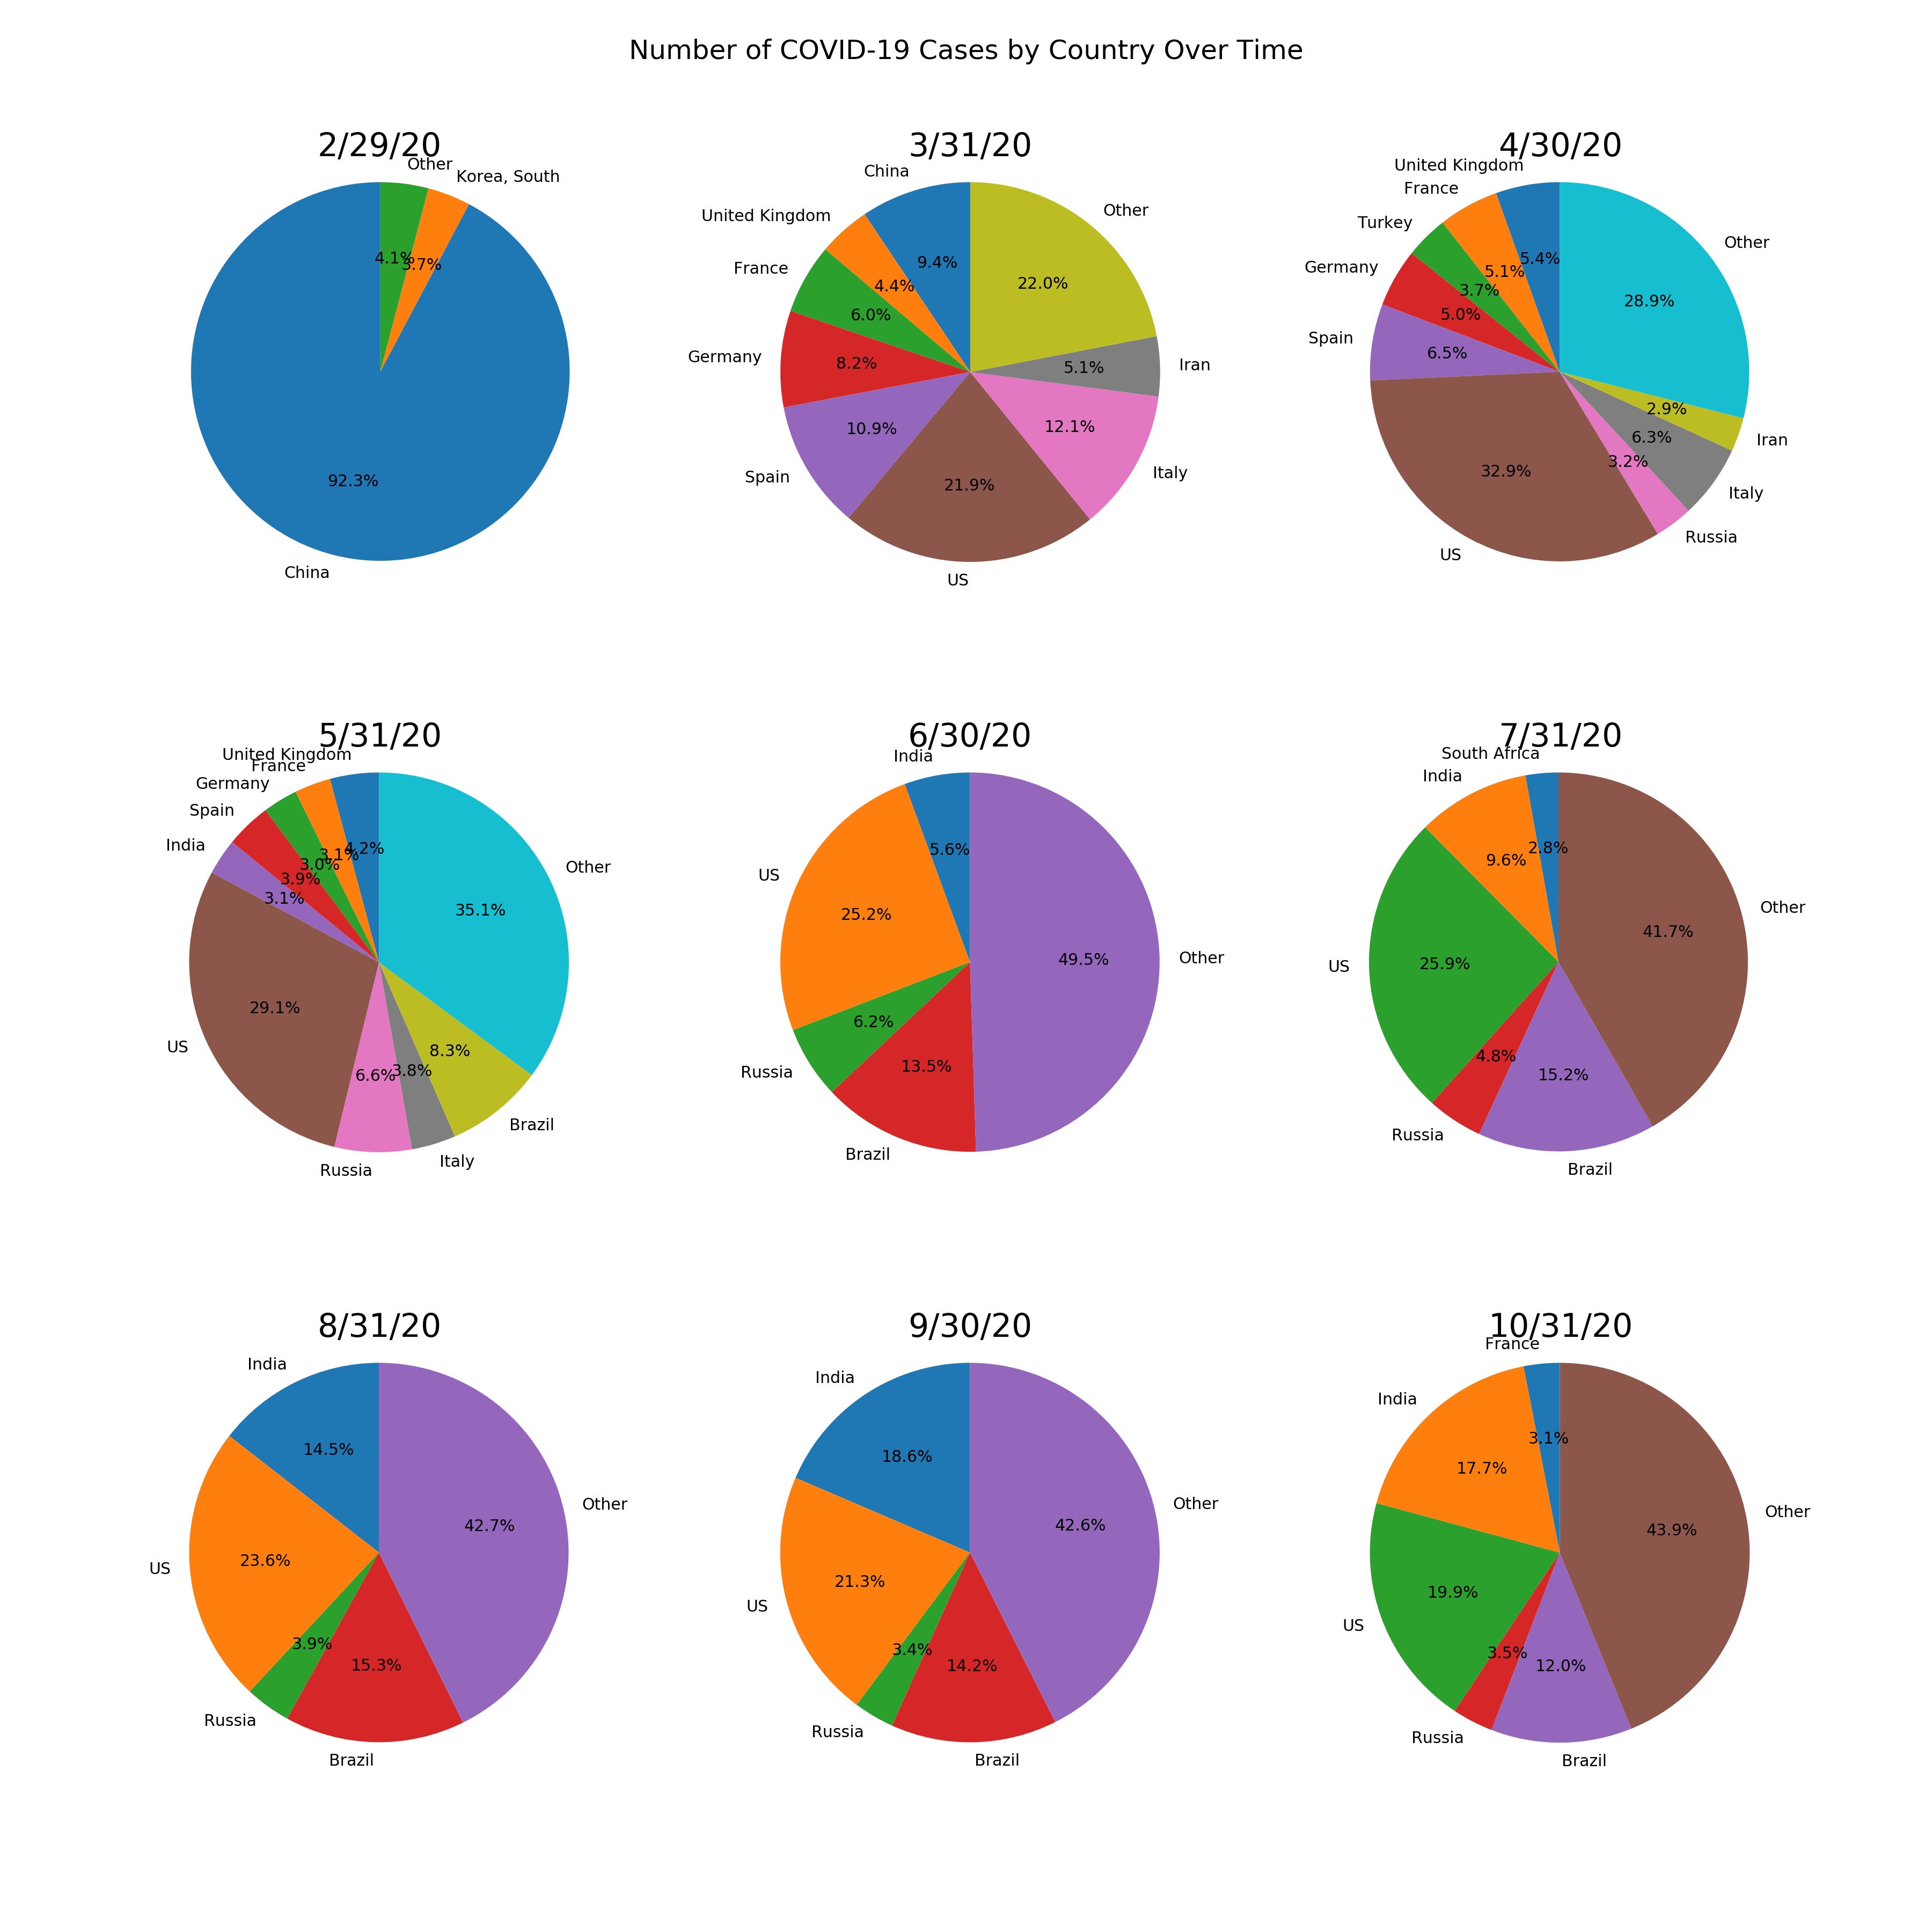 Number of COVID-19 Cases by Country Over Time
2/29/20
Other
Korea, South
4.1%
3.7%
92.3%
China
3/31/20
China
United Kingdom
France
Germany
Spain
US
Italy
Iran
Other
9.4%
4.4%
6.0%
8.2%
10.9%
21.9%
12.1%
5.1%
22.0%
4/30/20
United Kingdom
France
Turkey
Germany
Spain
US
Russia
Italy
Iran
Other
5.4%
5.1%
3.7%
5.0%
6.5%
32.9%
3.2%
6.3%
2.9%
28.9%
5/31/20
United Kingdom
France
Germany
Spain
India
US
Russia
Italy
Brazil
Other
4.2%
3.1%
3.0%
3.9%
3.1%
29.1%
6.6%
3.8%
8.3%
35.1%
6/30/20
India
US
Russia
Brazil
Other
5.6%
25.2%
6.2%
13.5%
49.5%
7/31/20
South Africa
India
US
Russia
Brazil
Other
2.8%
9.6%
25.9%
4.8%
15.2%
41.7%
8/31/20
India
US
Russia
Brazil
Other
14.5%
23.6%
3.9%
15.3%
42.7%
9/30/20
India
US
Russia
Brazil
Other
18.6%
21.3%
3.4%
14.2%
42.6%
10/31/20
France
India
US
Russia
Brazil
Other
3.1%
17.7%
19.9%
3.5%
12.0%
43.9%